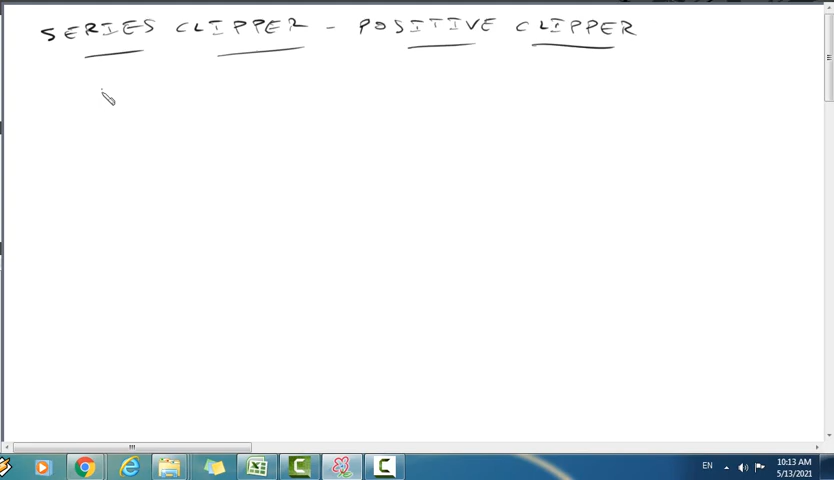 SERIES CLIPPER - POSITIVE CLIPPER
EN
10:13 AM
5/13/2021